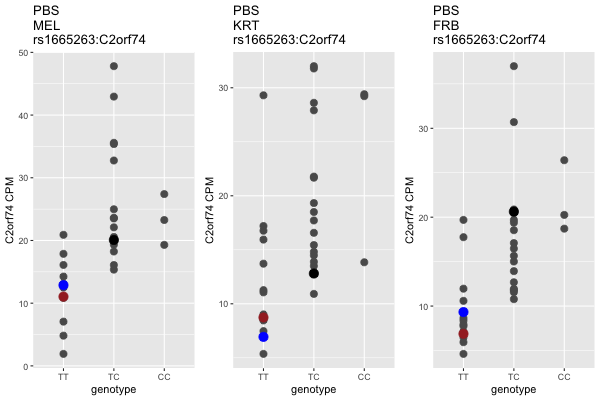 PBS
MEL
rs1665263:C2orf74
50
40
30
20
10
0
C2orf74 CPM
TT TC CC
genotype
PBS
KRT
rs1665263:C2orf74
30
20
10
C2orf74 CPM
TT TC CC
genotype
PBS
FRB
rs1665263:C2orf74
30
20
10
C2orf74 CPM
TT TC CC
genotype